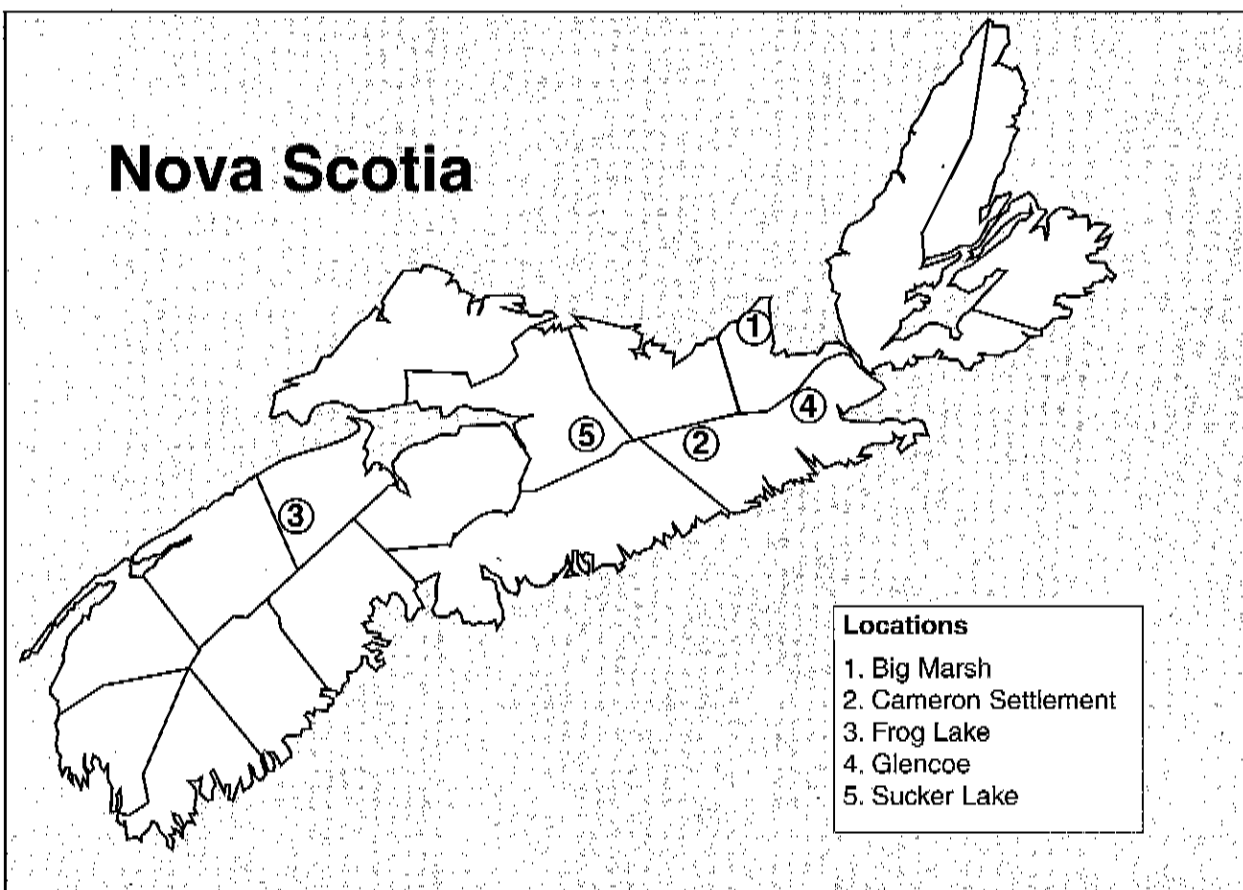 Nova Scotia
1
4
5
2
3
Locations
1. Big Marsh
2. Cameron Settlement
3. Frog Lake
4. Glencoe
5. Sucker Lake